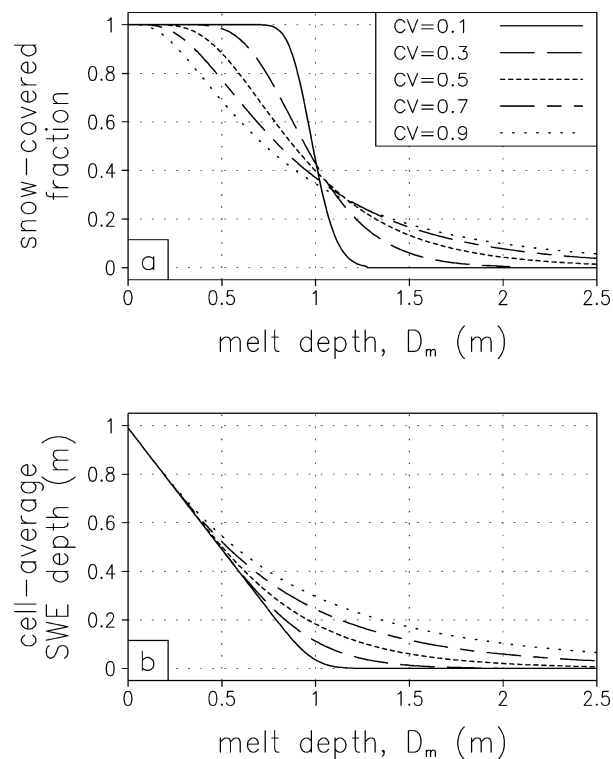 snow-covered
fraction
1
0.8
0.6
0.4
0.2
0
CV=0.1
CV=0.3
CV=0.5
CV=0.7
CV=0.9
a
0 0.5 1 1.5 2 2.5
melt depth, Dₘ (m)
cell-average
SWE depth (m)
1
0.8
0.6
0.4
0.2
0
b
0 0.5 1 1.5 2 2.5
melt depth, Dₘ (m)